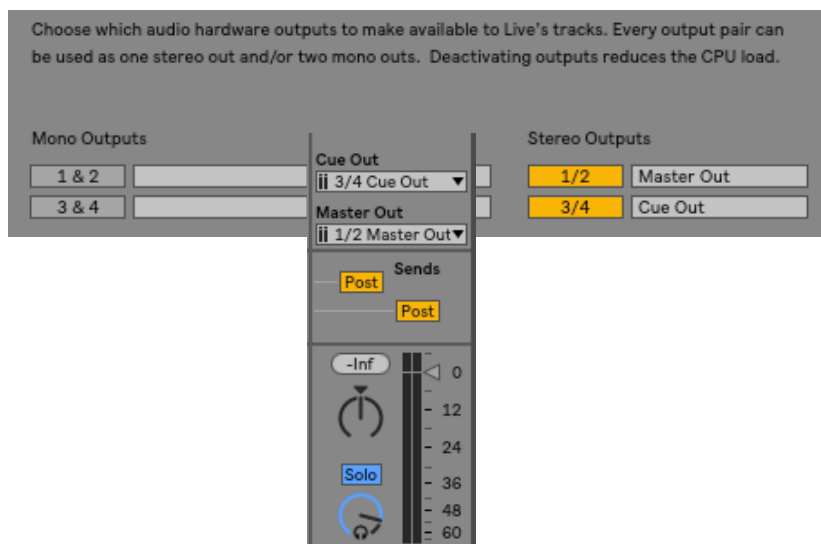 Choose which audio hardware outputs to make available to Live's tracks. Every output pair can
be used as one stereo out and/or two mono outs.  Deactivating outputs reduces the CPU load.
Mono Outputs
1 & 2
3 & 4
Cue Out
3/4 Cue Out
Master Out
1/2 Master Out
Sends
Post
Post
-Inf
0
12
24
36
48
60
Solo
Stereo Outputs
1/2 Master Out
3/4 Cue Out